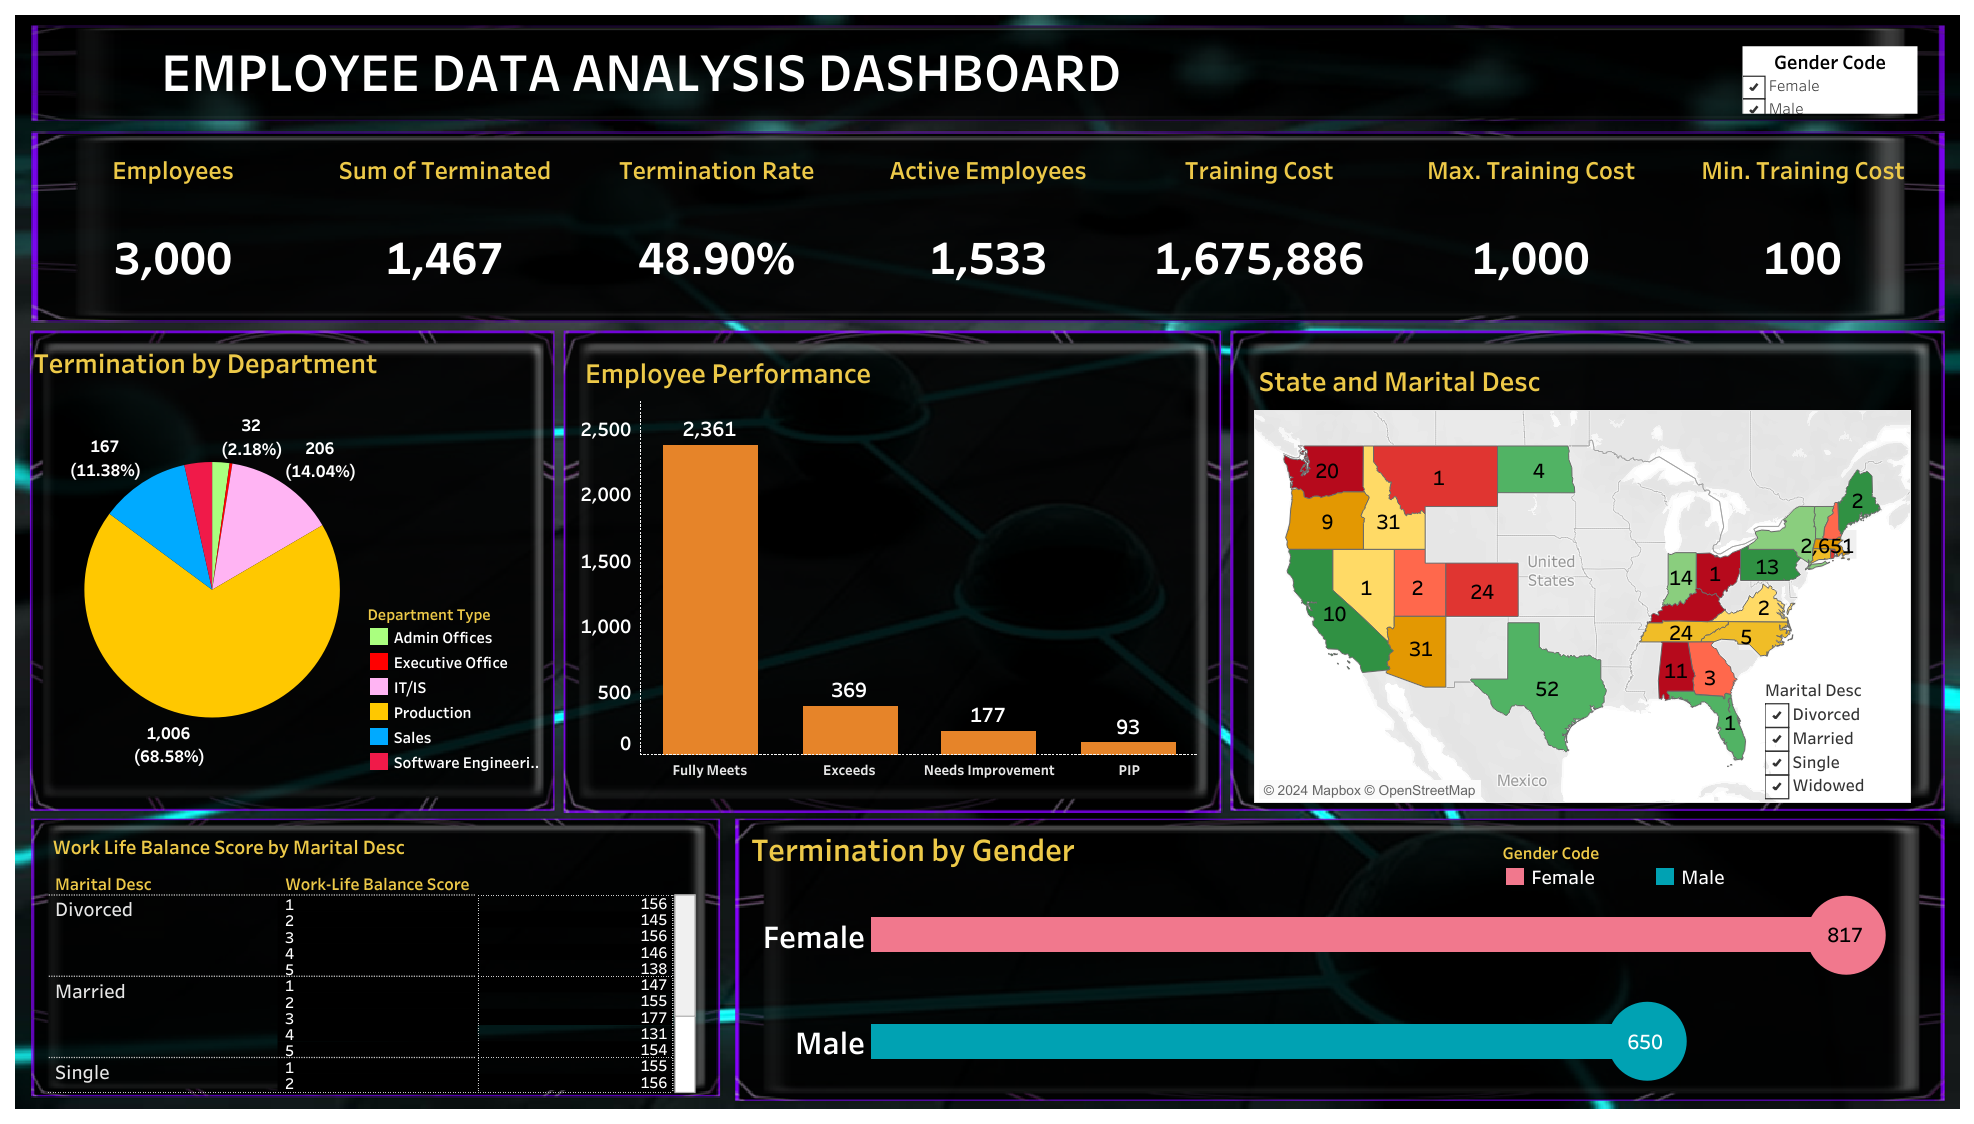 EMPLOYEE DATA ANALYSIS DASHBOARD
Gender Code
Female
Male
Employees
Sum of Terminated
Termination Rate
Active Employees
Training Cost
Max. Training Cost
Min. Training Cost
3,000
1,467
48.90%
1,533
1,675,886
1,000
100
Termination by Department
32
(2.18%)
206
(14.04%)
167
(11.38%)
1,006
(68.58%)
Department Type
Admin Offices
Executive Office
IT/IS
Production
Sales
Software Engineeri..
Employee Performance
2,500
2,000
1,500
1,000
500
0
2,361
369
177
93
Fully Meets
Exceeds
Needs Improvement
PIP
State and Marital Desc
20
1
4
2
9
31
2,651
United
States
14
1
13
10
1
2
24
2
31
24
5
11
3
52
1
Mexico
© 2024 Mapbox © OpenStreetMap
Marital Desc
Divorced
Married
Single
Widowed
Work Life Balance Score by Marital Desc
Marital Desc
Work-Life Balance Score
Divorced
1 156
2 145
3 156
4 146
5 138
Married
1 147
2 155
3 177
4 131
5 154
Single
1 155
2 156
Termination by Gender
Gender Code
Female
Male
Female
817
Male
650